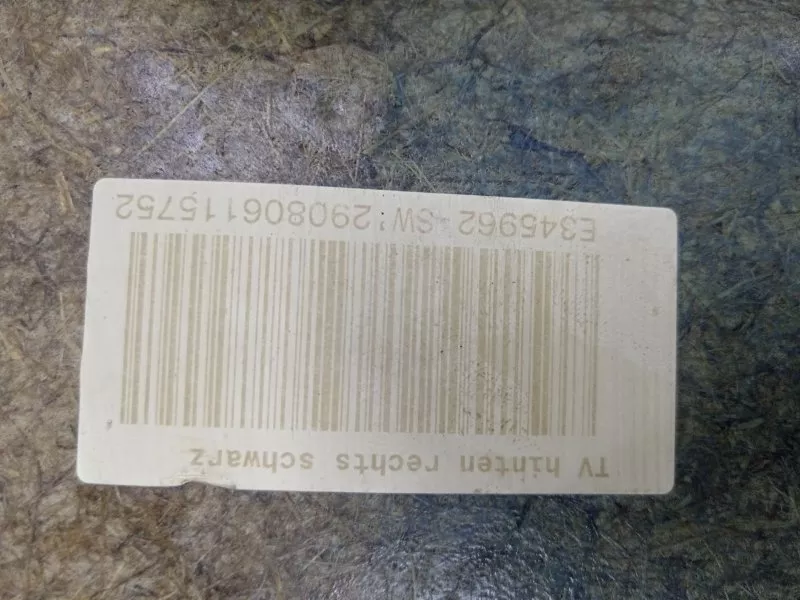 TV hinten rechts schwarz
E345962-SW'290806115752